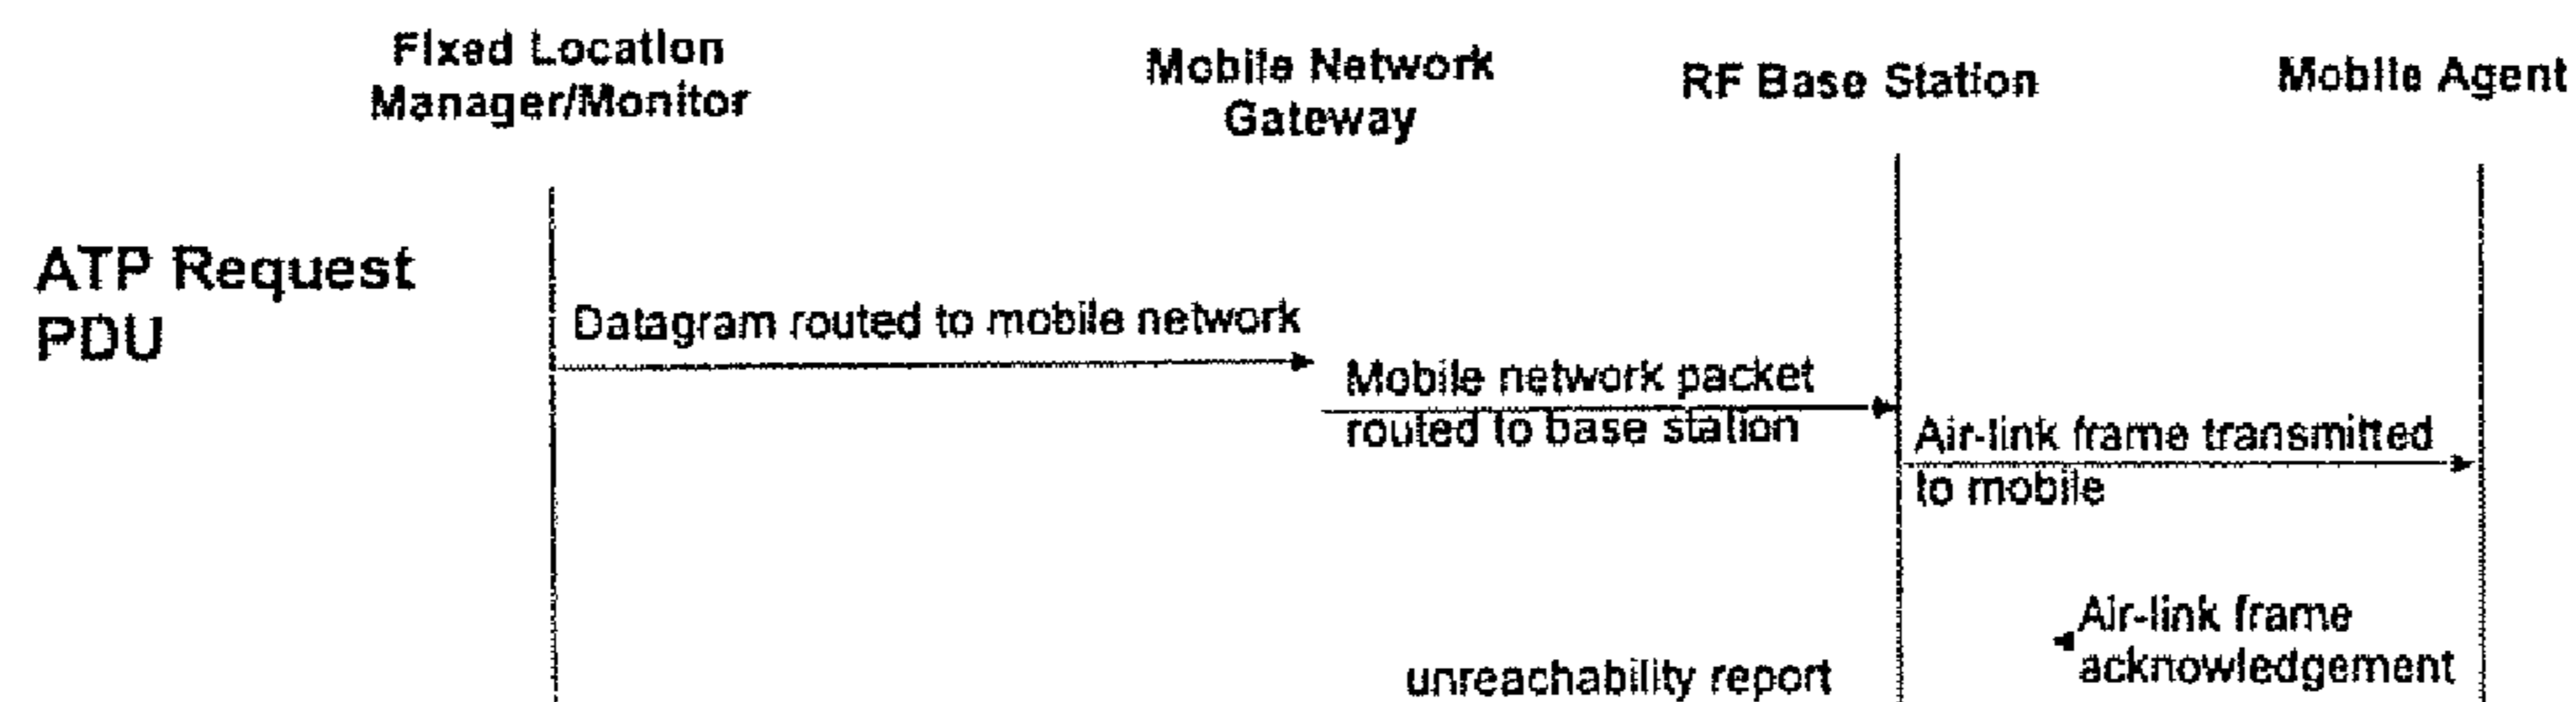 Fixed Location
Manager/Monitor
Mobile Network
Gateway
RF Base Station
Mobile Agent
ATP Request
PDU
Datagram routed to mobile network
Mobile network packet
routed to base station
Air-link frame transmitted
to mobile
Air-link frame
acknowledgement
unreachability report